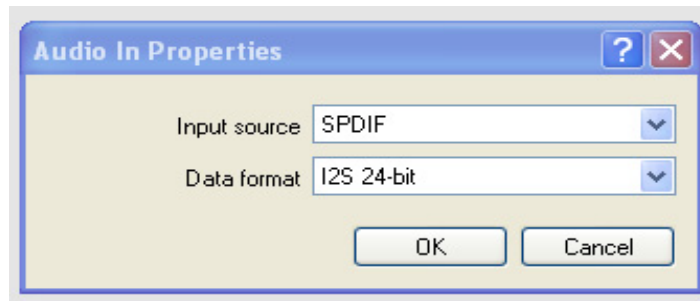 Audio In Properties
Input source SPDIF
Data format I2S 24-bit
OK Cancel